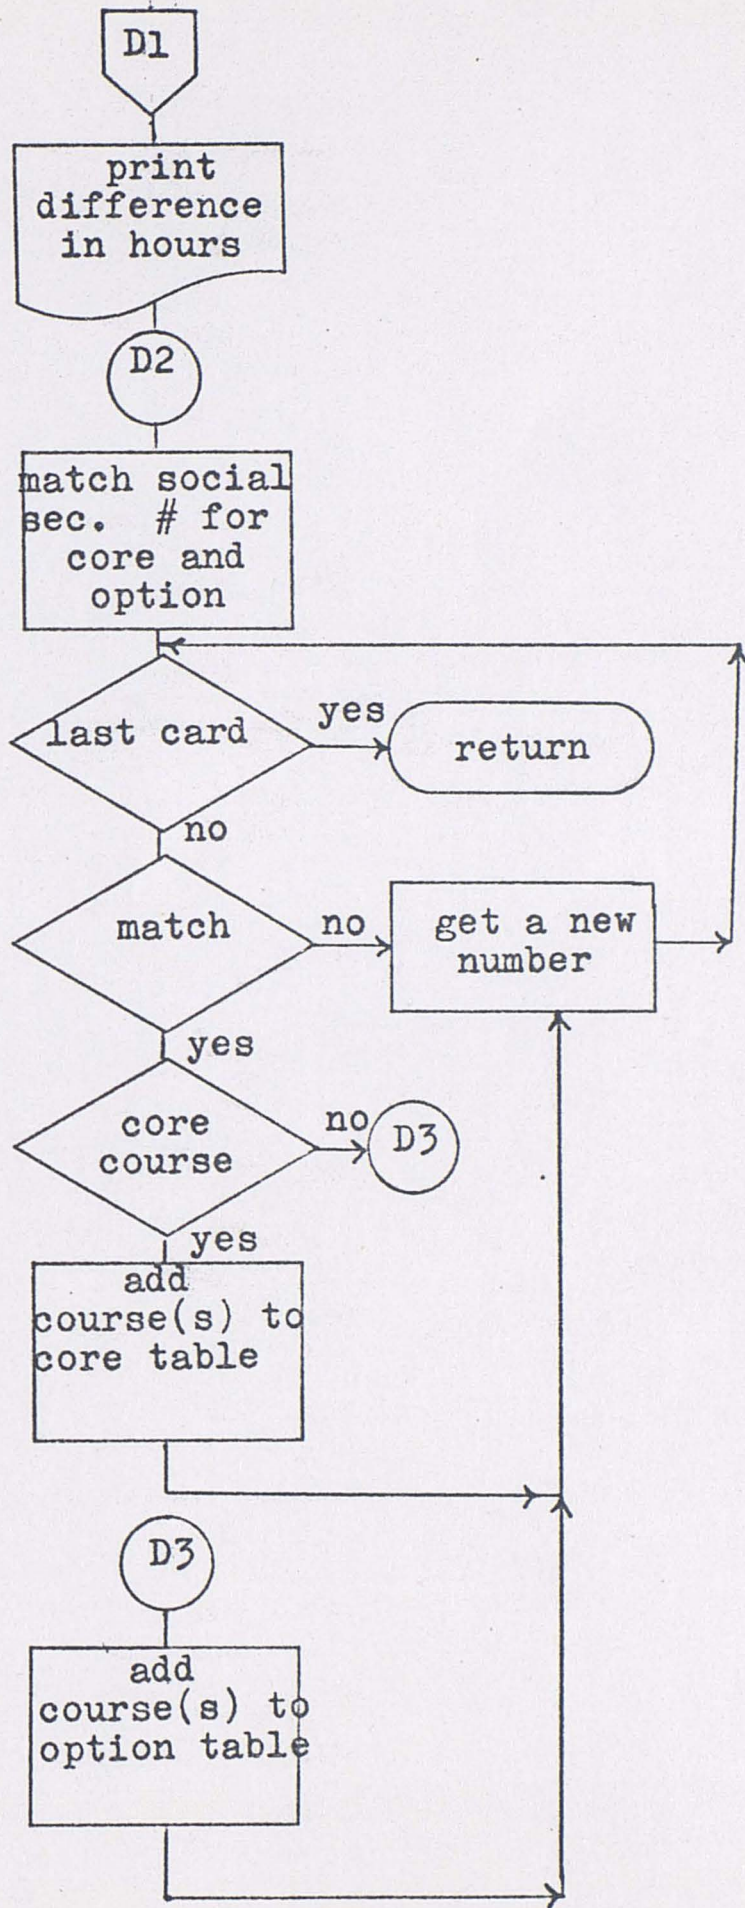 D1
print
difference
in hours
D2
match social
sec. # for
core and
option
last card
yes
return
no
match
no
get a new
number
yes
core
course
no
D3
yes
add
course(s) to
core table
D3
add
course(s) to
option table